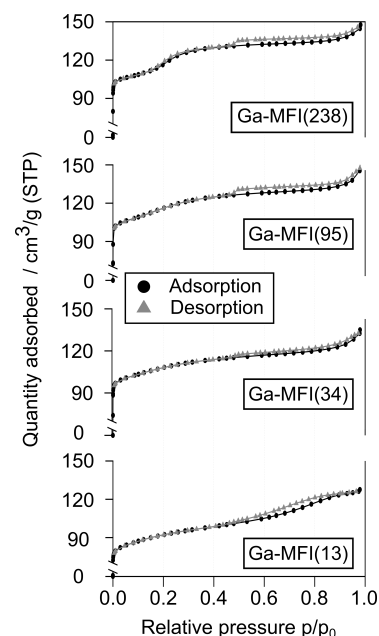 150
120
90
0
Ga-MFI(238)
150
120
90
0
Ga-MFI(95)
Adsorption
Desorption
150
120
90
0
Ga-MFI(34)
150
120
90
0
Ga-MFI(13)
0.0 0.2 0.4 0.6 0.8 1.0
Relative pressure p/p₀
Quantity adsorbed / cm³/g (STP)